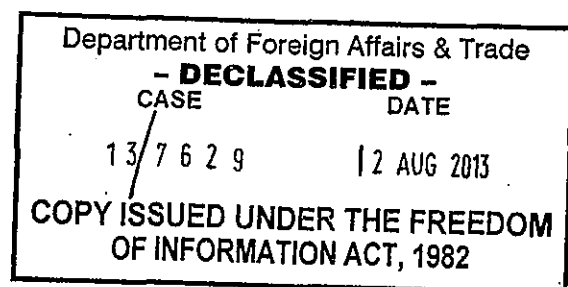 Department of Foreign Affairs & Trade
– DECLASSIFIED –
CASE DATE
13/7629 12 AUG 2013
COPY ISSUED UNDER THE FREEDOM
OF INFORMATION ACT, 1982